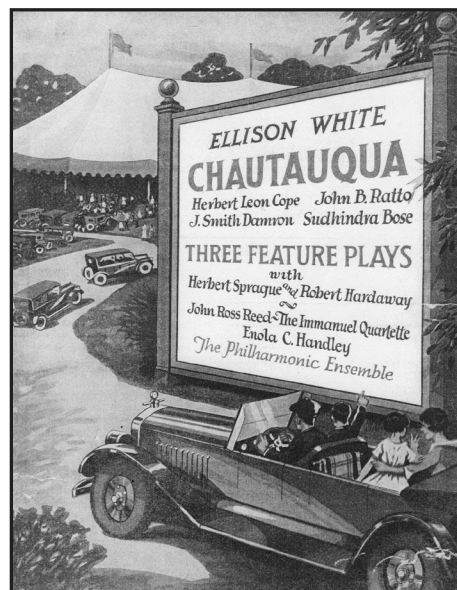 ELLISON WHITE
CHAUTAUQUA
Herbert Leon Cope John B. Ratto
J. Smith Damron Sudhindra Bose
THREE FEATURE PLAYS
with
Herbert Sprague and Robert Hardaway
John Ross Reed - The Immanuel Quartette
Enola C. Handley
The Philharmonic Ensemble